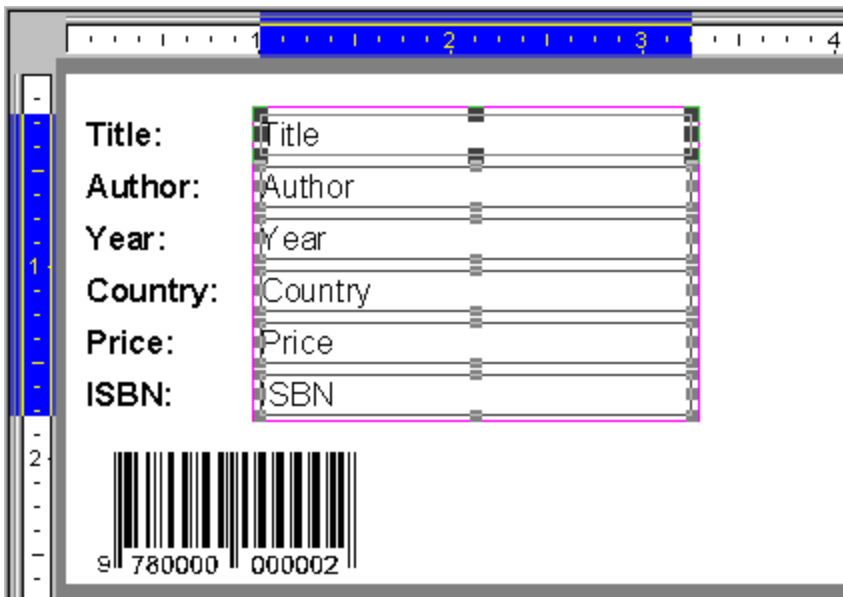 1 2 3 4
Title: Title
Author: Author
Year: Year
1
Country: Country
Price: Price
ISBN: ISBN
2
9 780000 000002